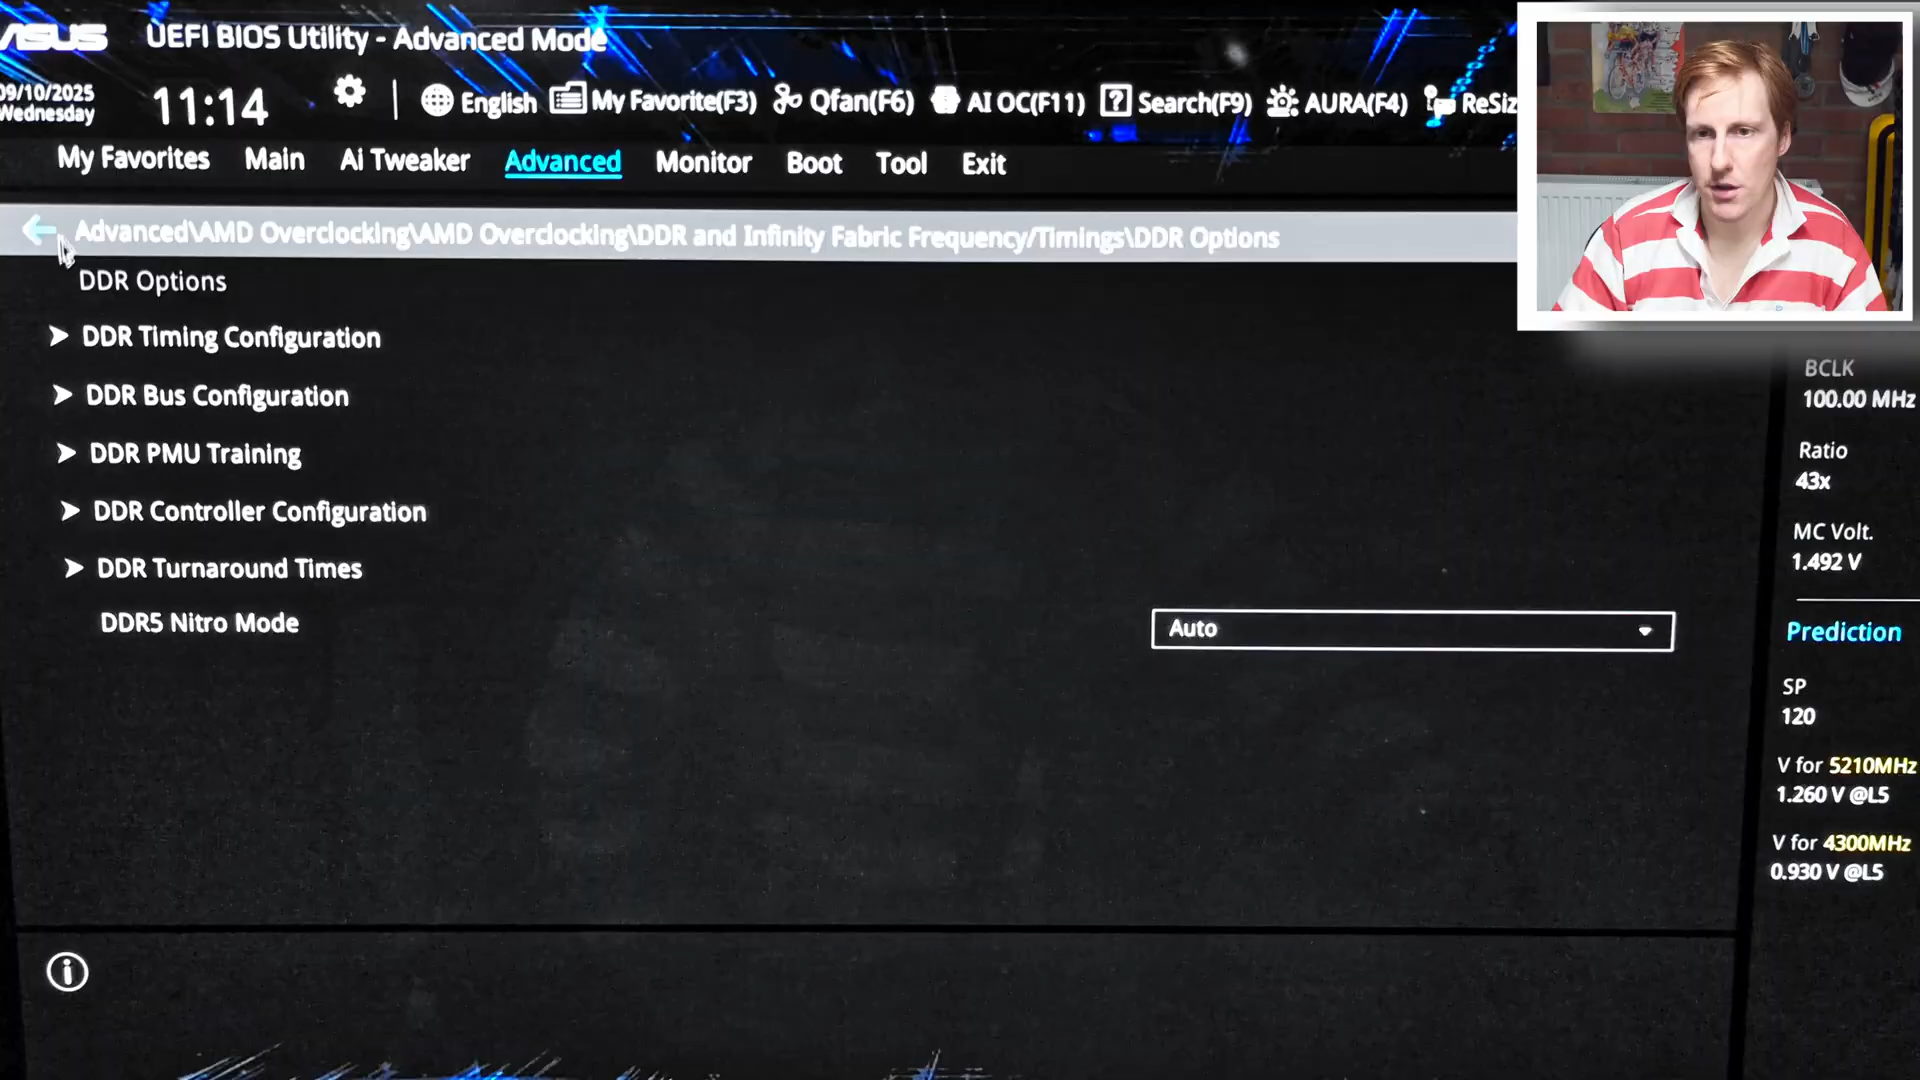 ASUS UEFI BIOS Utility - Advanced Mode
09/10/2025
Wednesday
11:14
English
My Favorite(F3)
Qfan(F6)
AI OC(F11)
Search(F9)
AURA(F4)
ReSiz
My Favorites
Main
Ai Tweaker
Advanced
Monitor
Boot
Tool
Exit
Advanced\AMD Overclocking\AMD Overclocking\DDR and Infinity Fabric Frequency/Timings\DDR Options
DDR Options
DDR Timing Configuration
DDR Bus Configuration
DDR PMU Training
DDR Controller Configuration
DDR Turnaround Times
DDR5 Nitro Mode
Auto
BCLK
100.00 MHz
Ratio
43x
MC Volt.
1.492 V
Prediction
SP
120
V for 5210MHz
1.260 V @L5
V for 4300MHz
0.930 V @L5